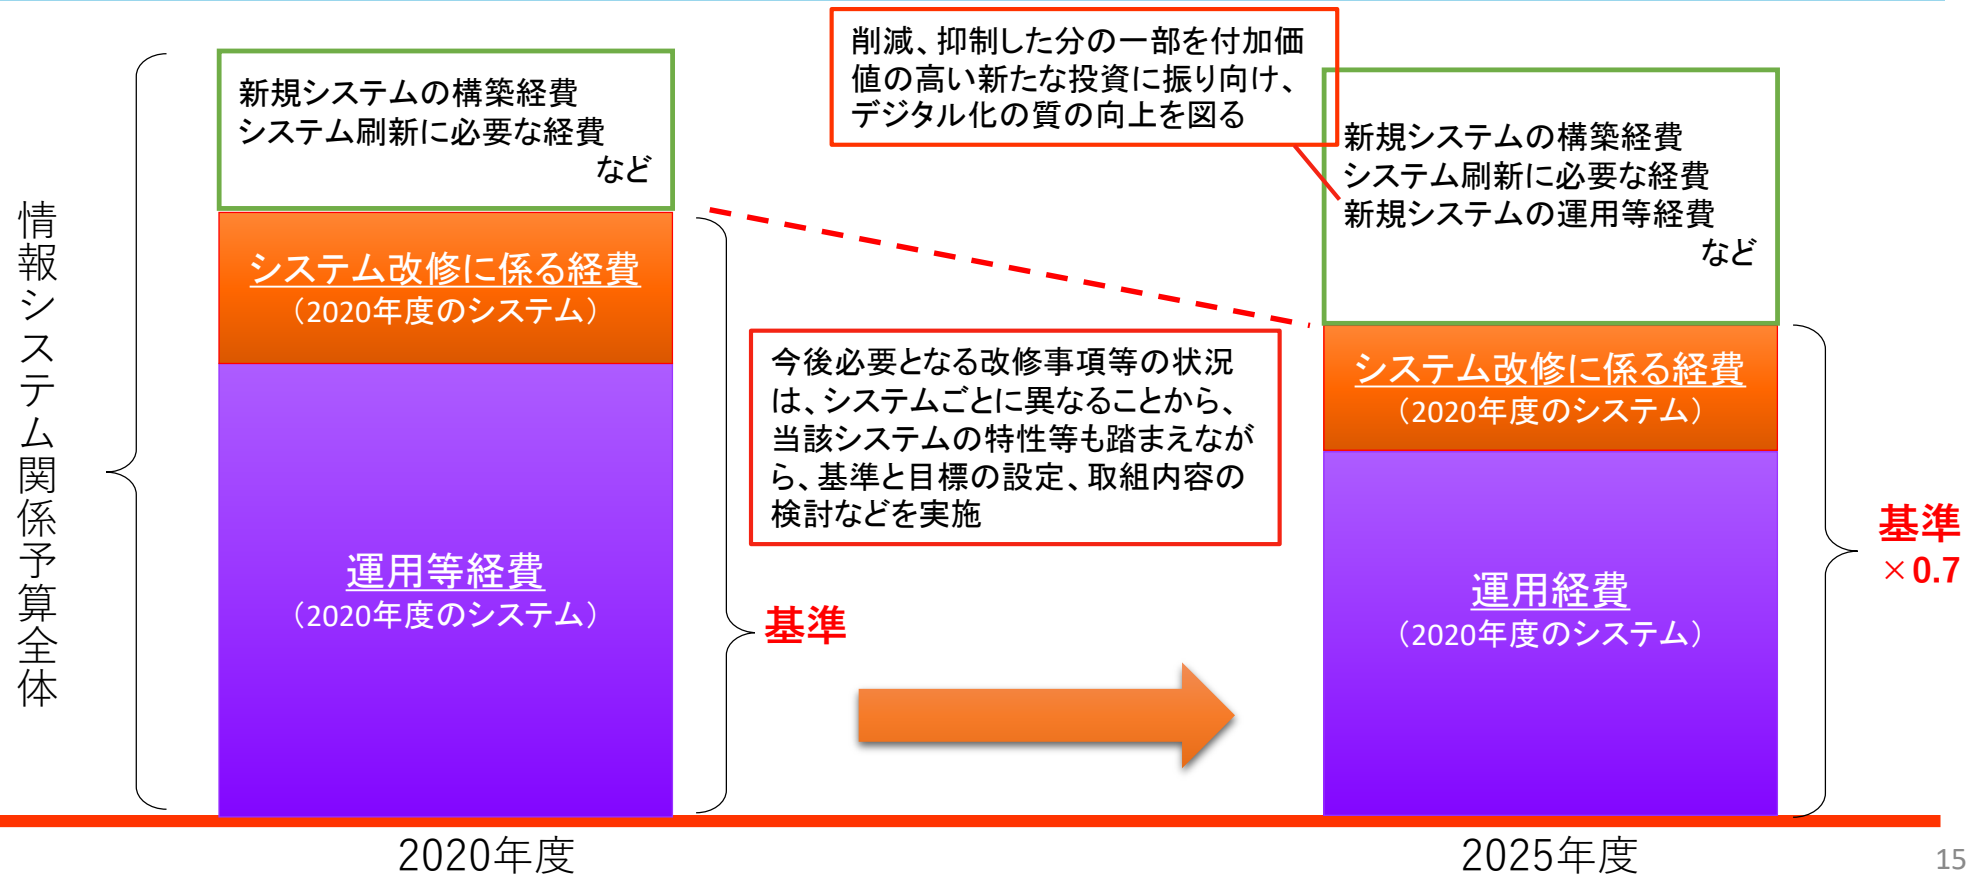 情報システム関係予算全体
新規システムの構築経費
システム刷新に必要な経費
など
システム改修に係る経費
（2020年度のシステム）
運用等経費
（2020年度のシステム）
基準
2020年度
削減、抑制した分の一部を付加価
値の高い新たな投資に振り向け、
デジタル化の質の向上を図る
今後必要となる改修事項等の状況
は、システムごとに異なることから、
当該システムの特性等も踏まえなが
ら、基準と目標の設定、取組内容の
検討などを実施
新規システムの構築経費
システム刷新に必要な経費
新規システムの運用等経費
など
システム改修に係る経費
（2020年度のシステム）
運用経費
（2020年度のシステム）
基準
×0.7
2025年度
15